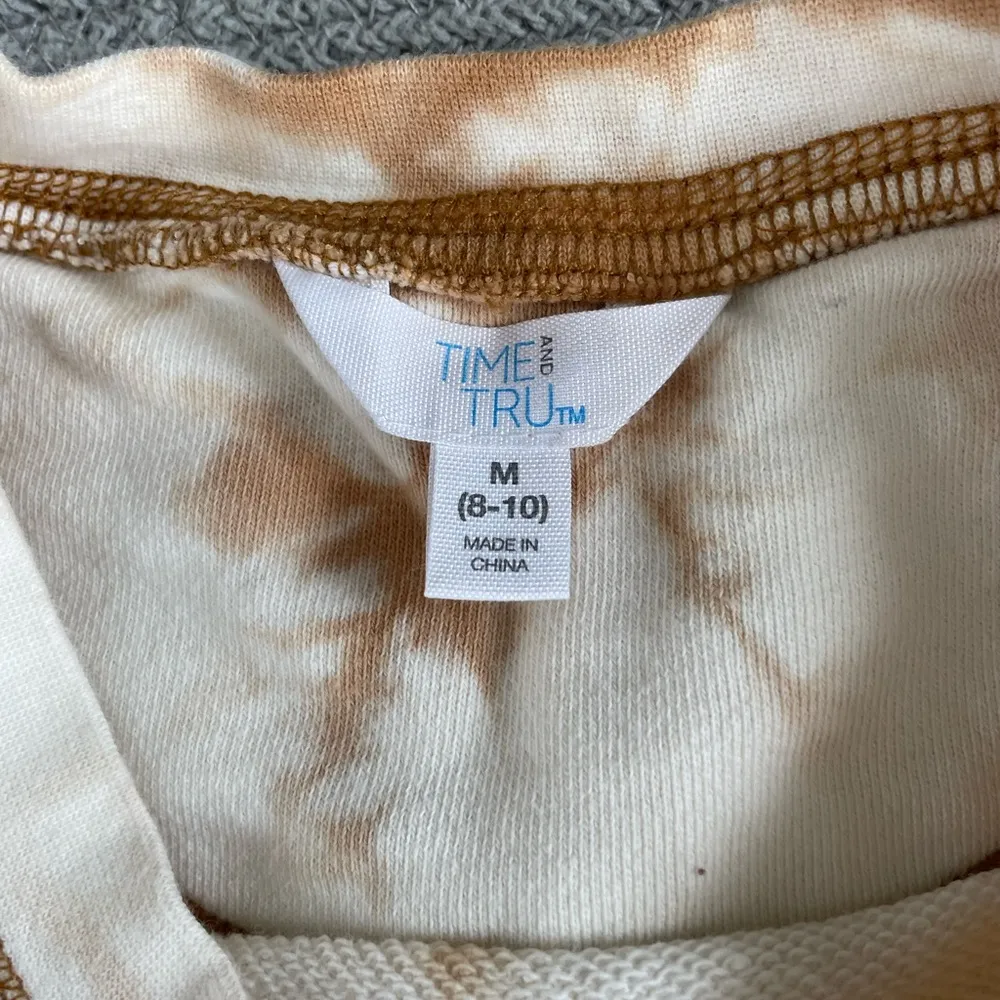 TIME AND
TRU™
M
(8-10)
MADE IN
CHINA